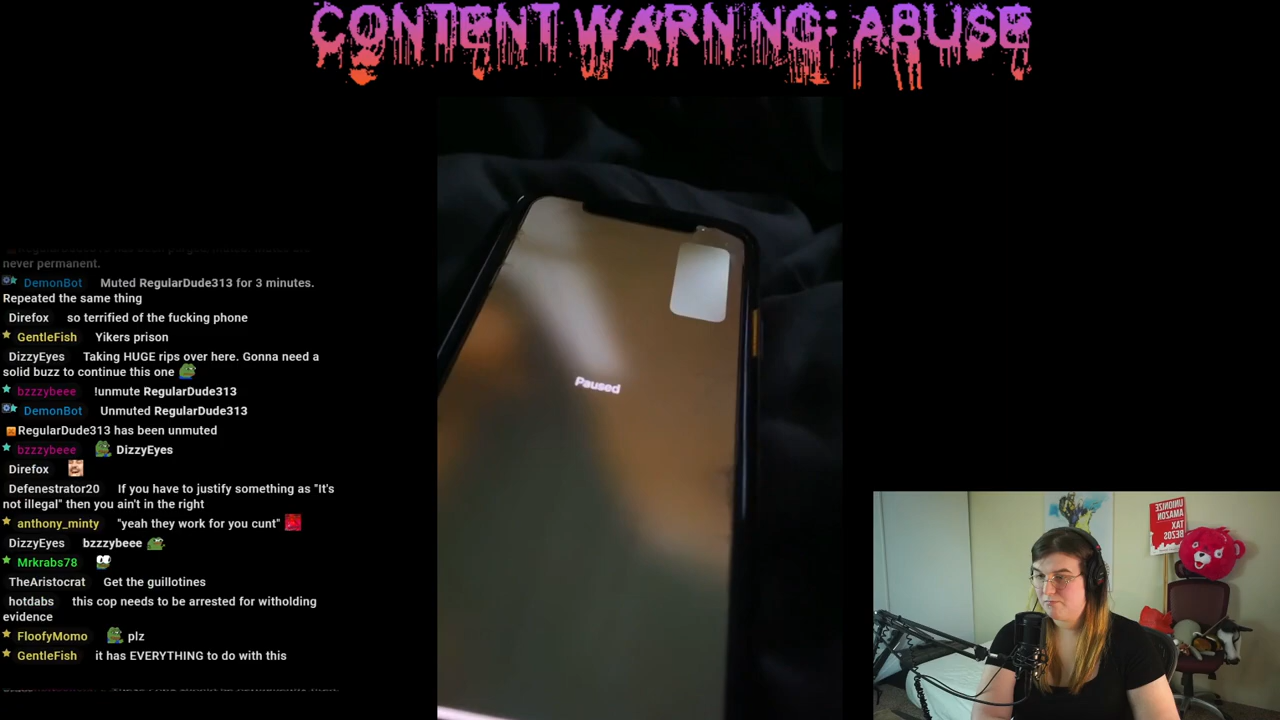 CONTENT WARNING: ABUSE
never permanent.
DemonBot Muted RegularDude313 for 3 minutes.
Repeated the same thing
Direfox so terrified of the fucking phone
GentleFish Yikers prison
DizzyEyes Taking HUGE rips over here. Gonna need a
solid buzz to continue this one
bzzzybeee !unmute RegularDude313
DemonBot Unmuted RegularDude313
RegularDude313 has been unmuted
bzzzybeee DizzyEyes
Direfox
Defenestrator20 If you have to justify something as "It's
not illegal" then you ain't in the right
anthony_minty "yeah they work for you cunt"
DizzyEyes bzzzybeee
Mrkrabs78
TheAristocrat Get the guillotines
hotdabs this cop needs to be arrested for witholding
evidence
FloofyMomo plz
GentleFish it has EVERYTHING to do with this
Paused
UNIONIZE
AMAZON
TAX
BEZOS